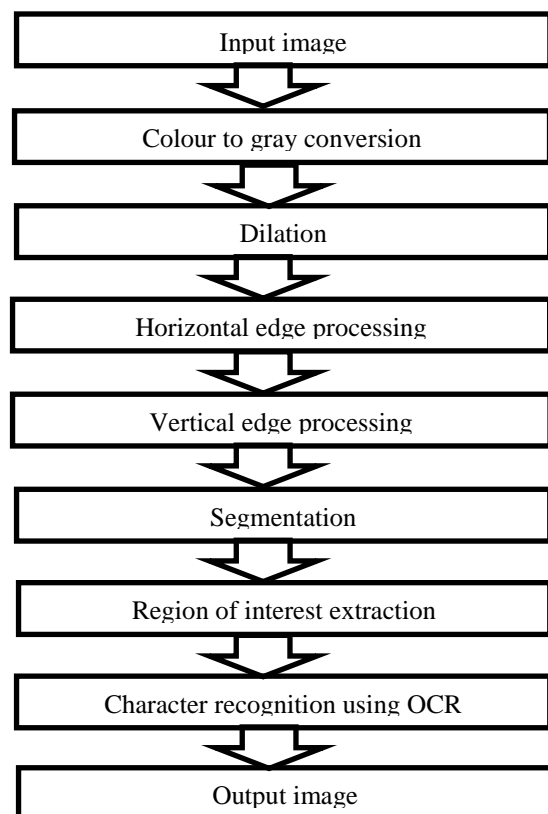 Input image
Colour to gray conversion
Dilation
Horizontal edge processing
Vertical edge processing
Segmentation
Region of interest extraction
Character recognition using OCR
Output image